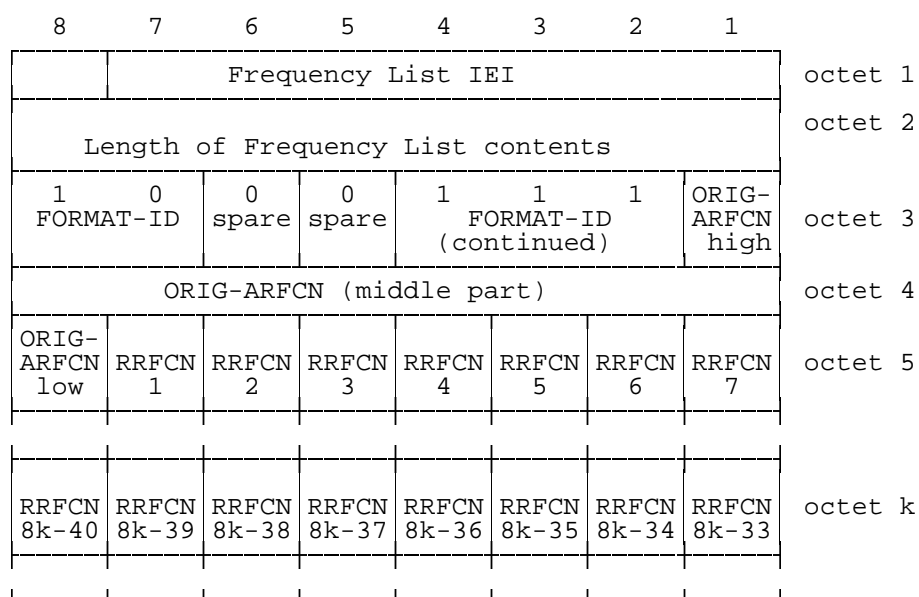 8 7 6 5 4 3 2 1
Frequency List IEI octet 1
octet 2
Length of Frequency List contents
1 0 0 0 1 1 1 ORIG-
FORMAT-ID spare spare FORMAT-ID ARFCN octet 3
(continued) high
ORIG-ARFCN (middle part) octet 4
ORIG-
ARFCN RRFCN RRFCN RRFCN RRFCN RRFCN RRFCN RRFCN octet 5
low 1 2 3 4 5 6 7
RRFCN RRFCN RRFCN RRFCN RRFCN RRFCN RRFCN RRFCN octet k
8k-40 8k-39 8k-38 8k-37 8k-36 8k-35 8k-34 8k-33